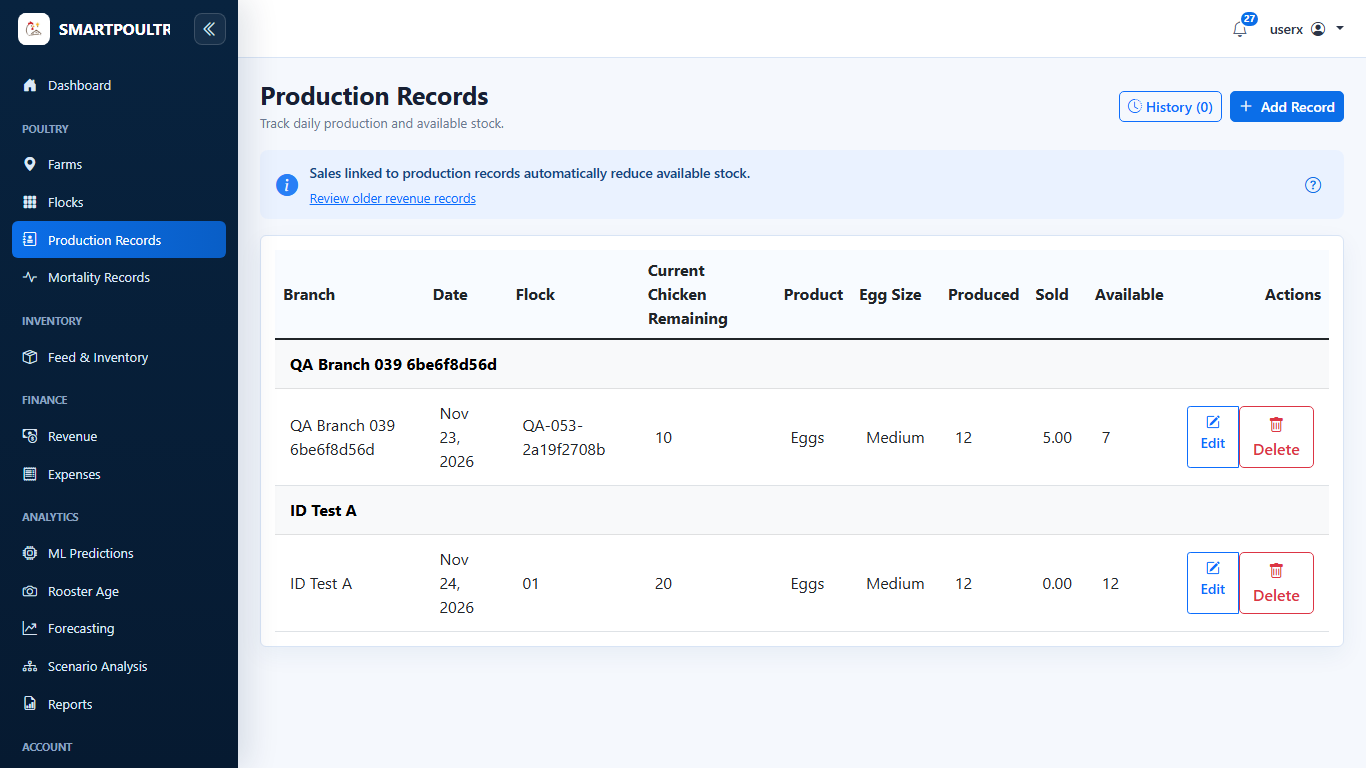 SMARTPOULTR
27
userx
Dashboard
POULTRY
Farms
Flocks
Production Records
Mortality Records
INVENTORY
Feed & Inventory
FINANCE
Revenue
Expenses
ANALYTICS
ML Predictions
Rooster Age
Forecasting
Scenario Analysis
Reports
ACCOUNT
Production Records
Track daily production and available stock.
History (0)
+ Add Record
Sales linked to production records automatically reduce available stock.
Review older revenue records
Branch Date Flock Current Chicken Remaining Product Egg Size Produced Sold Available Actions
QA Branch 039 6be6f8d56d
QA Branch 039 6be6f8d56d Nov 23, 2026 QA-053-2a19f2708b 10 Eggs Medium 12 5.00 7 Edit Delete
ID Test A
ID Test A Nov 24, 2026 01 20 Eggs Medium 12 0.00 12 Edit Delete